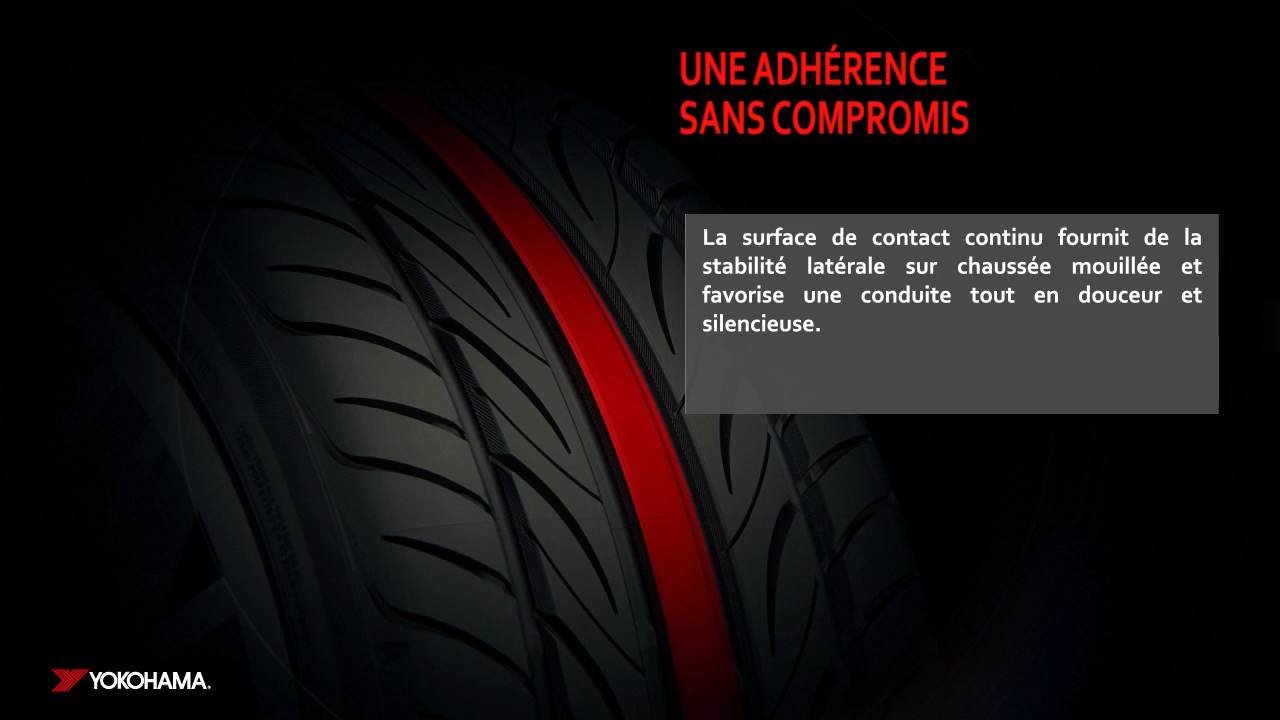 UNE ADHÉRENCE
SANS COMPROMIS
La surface de contact continu fournit de la
stabilité latérale sur chaussée mouillée et
favorise une conduite tout en douceur et
silencieuse.
YOKOHAMA